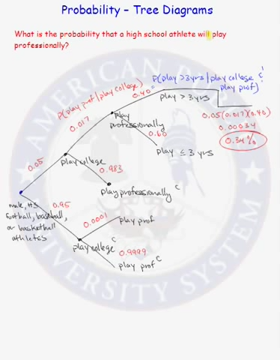 Probability – Tree Diagrams
What is the probability that a high school athlete will play
professionally?
P(play >3yrs / play college &
play prof)
P(play prof / play college)
0.40
play > 3 yrs
0.017
play
professionally
0.05(0.017)(0.40)
0.00034
0.034%
0.60
play ≤ 3 yrs
0.05
play college
0.983
play professionally c
male, HS
football, baseball,
or basketball
athletes
0.95
0.0001
play prof
play college c
0.9999
play prof c